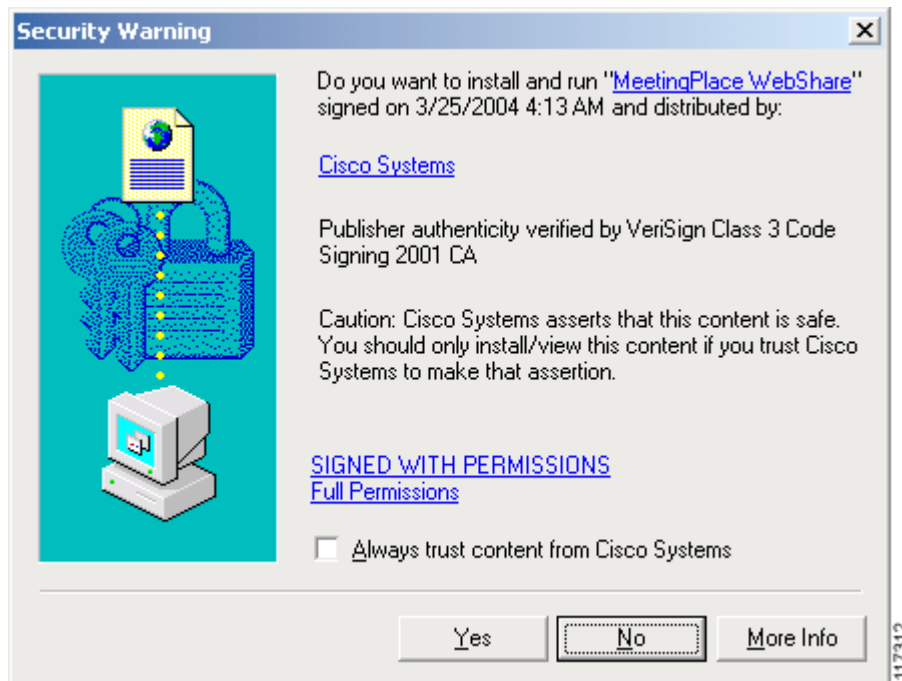 Security Warning
Do you want to install and run "MeetingPlace WebShare"
signed on 3/25/2004 4:13 AM and distributed by:
Cisco Systems
Publisher authenticity verified by VeriSign Class 3 Code
Signing 2001 CA
Caution: Cisco Systems asserts that this content is safe.
You should only install/view this content if you trust Cisco
Systems to make that assertion.
SIGNED WITH PERMISSIONS
Full Permissions
Always trust content from Cisco Systems
Yes
No
More Info
117312